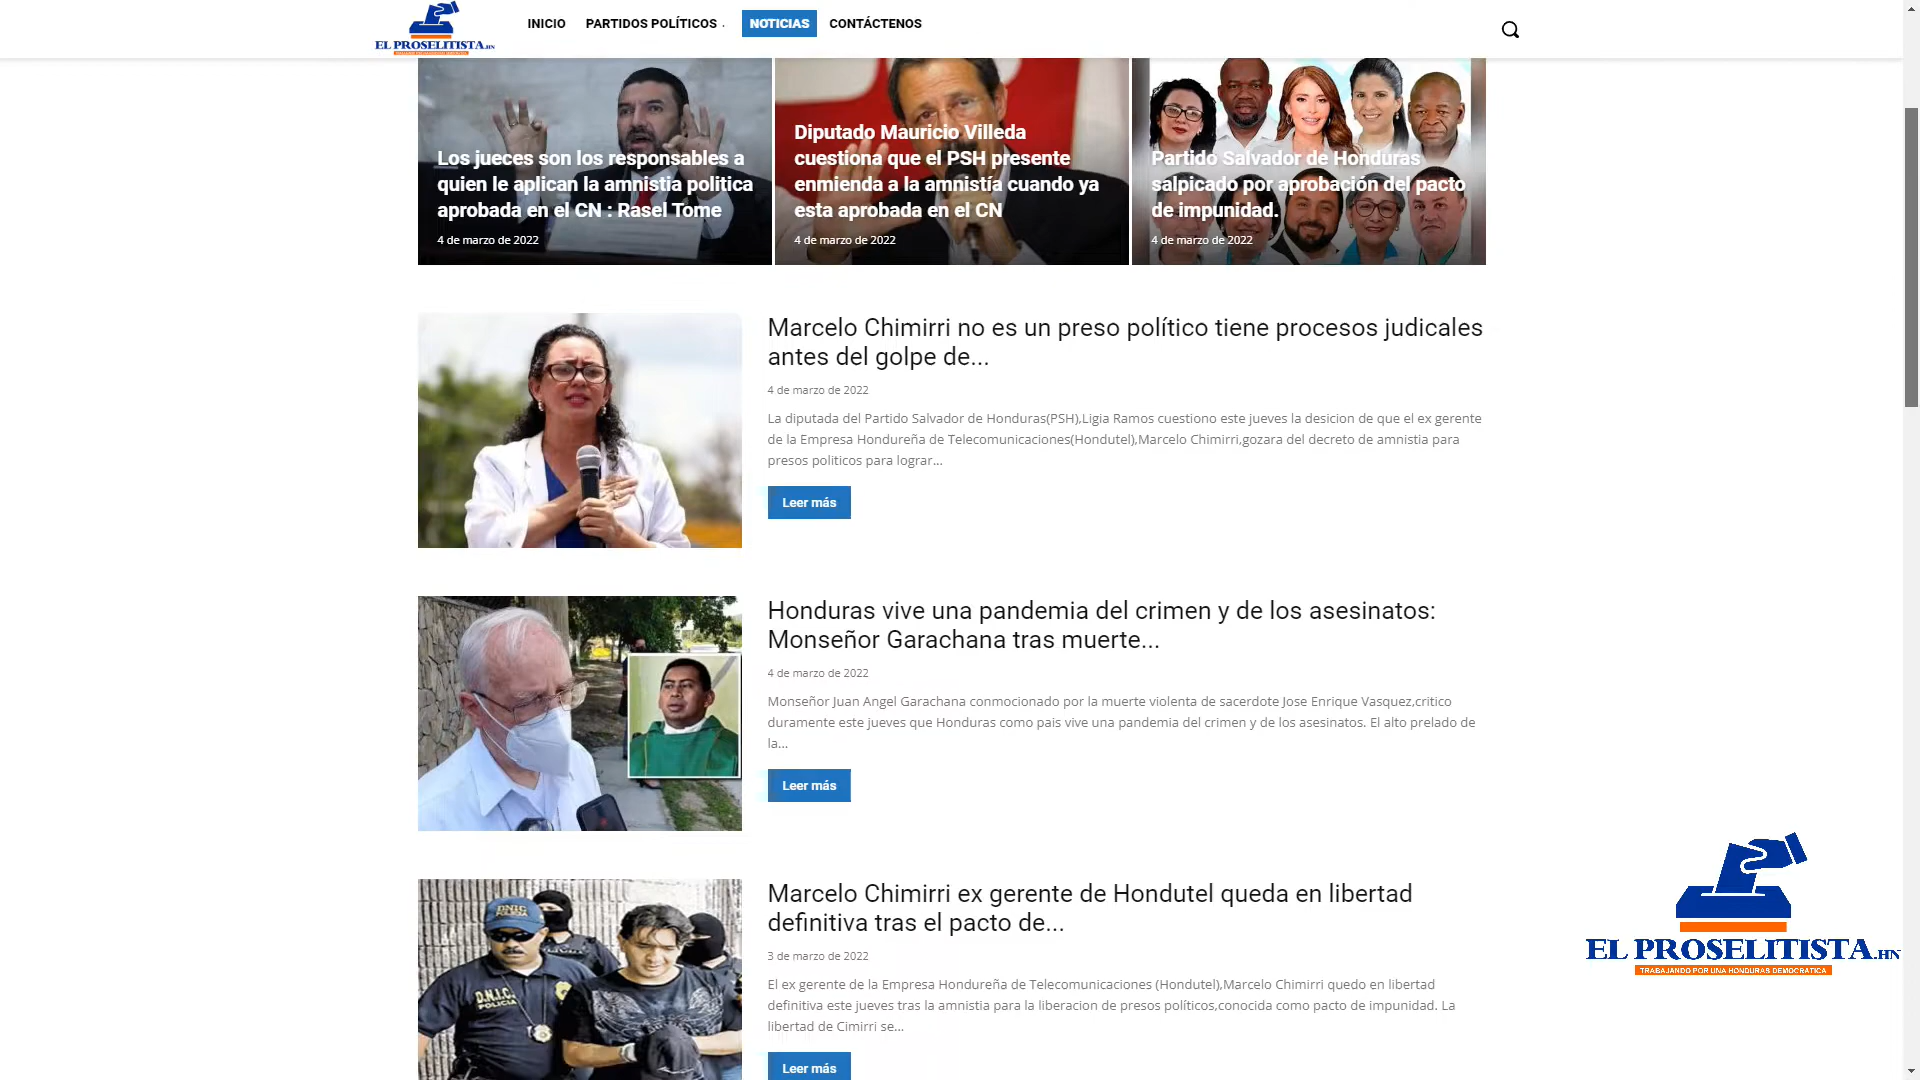 EL PROSELITISTA.HN
INICIO
PARTIDOS POLÍTICOS
NOTICIAS
CONTÁCTENOS
Los jueces son los responsables a
quien le aplican la amnistia politica
aprobada en el CN : Rasel Tome
4 de marzo de 2022
Diputado Mauricio Villeda
cuestiona que el PSH presente
enmienda a la amnistía cuando ya
esta aprobada en el CN
4 de marzo de 2022
Partido Salvador de Honduras
salpicado por aprobación del pacto
de impunidad.
4 de marzo de 2022
Marcelo Chimirri no es un preso político tiene procesos judicales
antes del golpe de...
4 de marzo de 2022
La diputada del Partido Salvador de Honduras(PSH),Ligia Ramos cuestiono este jueves la desicion de que el ex gerente
de la Empresa Hondureña de Telecomunicaciones(Hondutel),Marcelo Chimirri,gozara del decreto de amnistia para
presos politicos para lograr...
Leer más
Honduras vive una pandemia del crimen y de los asesinatos:
Monseñor Garachana tras muerte...
4 de marzo de 2022
Monseñor Juan Angel Garachana conmocionado por la muerte violenta de sacerdote Jose Enrique Vasquez,critico
duramente este jueves que Honduras como pais vive una pandemia del crimen y de los asesinatos. El alto prelado de
la...
Leer más
Marcelo Chimirri ex gerente de Hondutel queda en libertad
definitiva tras el pacto de...
3 de marzo de 2022
El ex gerente de la Empresa Hondureña de Telecomunicaciones (Hondutel),Marcelo Chimirri quedo en libertad
definitiva este jueves tras la amnistia para la liberacion de presos políticos,conocida como pacto de impunidad. La
libertad de Cimirri se...
Leer más
DNIC
POLICIA
D.N.I.C.
POLICIA
EL PROSELITISTA.HN
TRABAJANDO POR UNA HONDURAS DEMOCRATICA